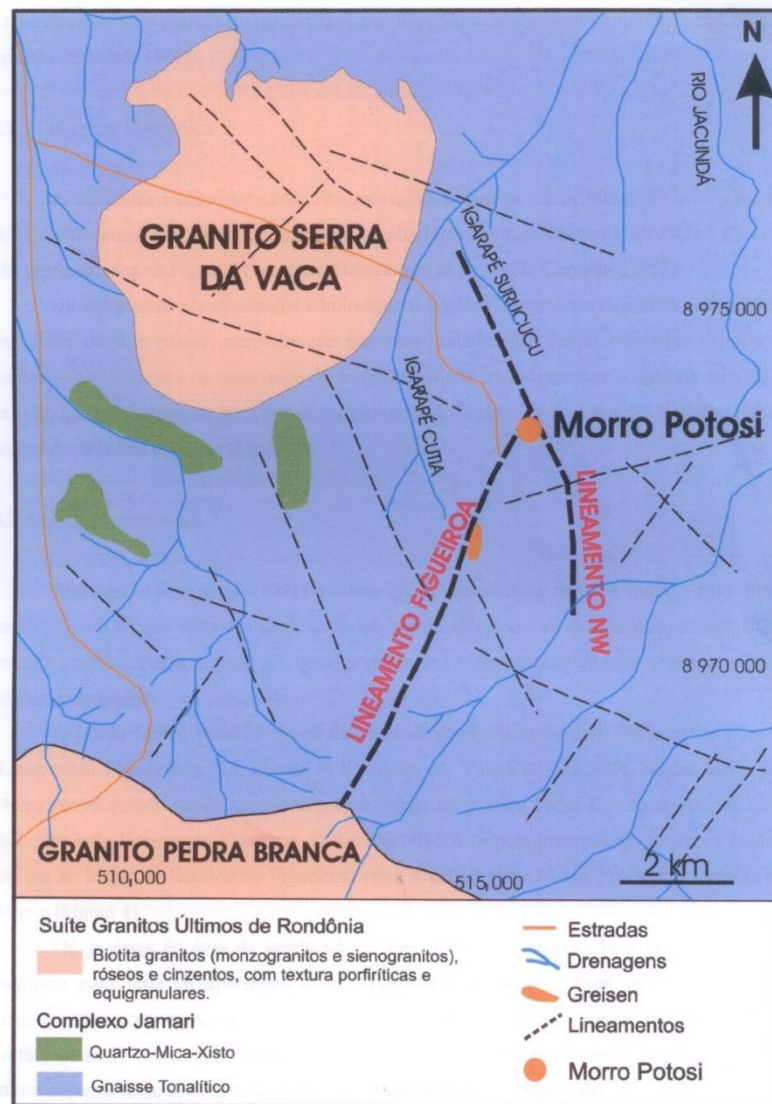 N
RIO JACUNDÁ
GRANITO SERRA
DA VACA
IGARAPÉ SURUCUCU
8 975 000
IGARAPÉ CUTIA
Morro Potosi
LINEAMENTO FIGUEIROA
LINEAMENTO NW
8 970 000
GRANITO PEDRA BRANCA
510,000
515,000
2 km
Suíte Granitos Últimos de Rondônia
Biotita granitos (monzogranitos e sienogranitos),
róseos e cinzentos, com textura porfiríticas e
equigranulares.
Complexo Jamari
Quartzo-Mica-Xisto
Gnaisse Tonalítico
Estradas
Drenagens
Greisen
Lineamentos
Morro Potosi